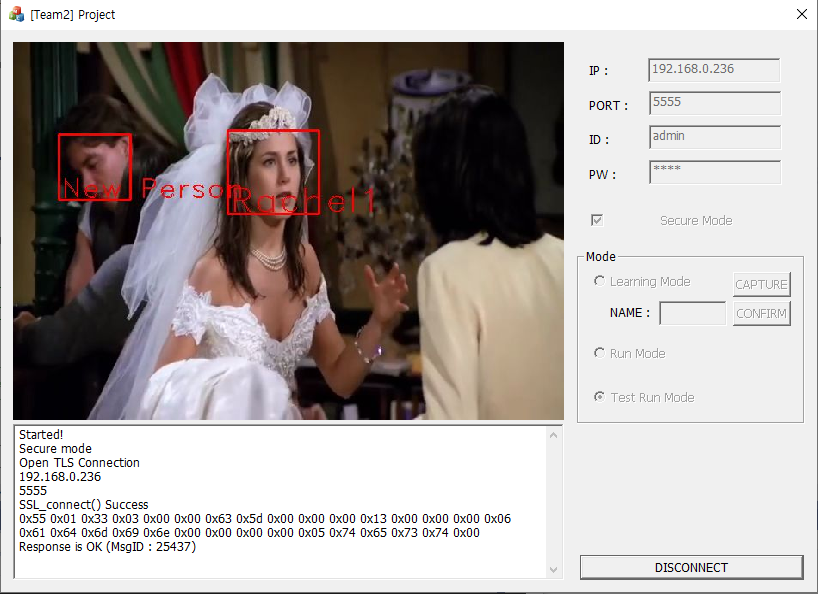 [Team2] Project
New Person
Rachel1
IP :
192.168.0.236
PORT :
5555
ID :
admin
PW :
****
Secure Mode
Mode
Learning Mode
CAPTURE
NAME :
CONFIRM
Run Mode
Test Run Mode
Started!
Secure mode
Open TLS Connection
192.168.0.236
5555
SSL_connect() Success
0x55 0x01 0x33 0x03 0x00 0x00 0x63 0x5d 0x00 0x00 0x00 0x13 0x00 0x00 0x00 0x06
0x61 0x64 0x6d 0x69 0x6e 0x00 0x00 0x00 0x00 0x05 0x74 0x65 0x73 0x74 0x00
Response is OK (MsgID : 25437)
DISCONNECT